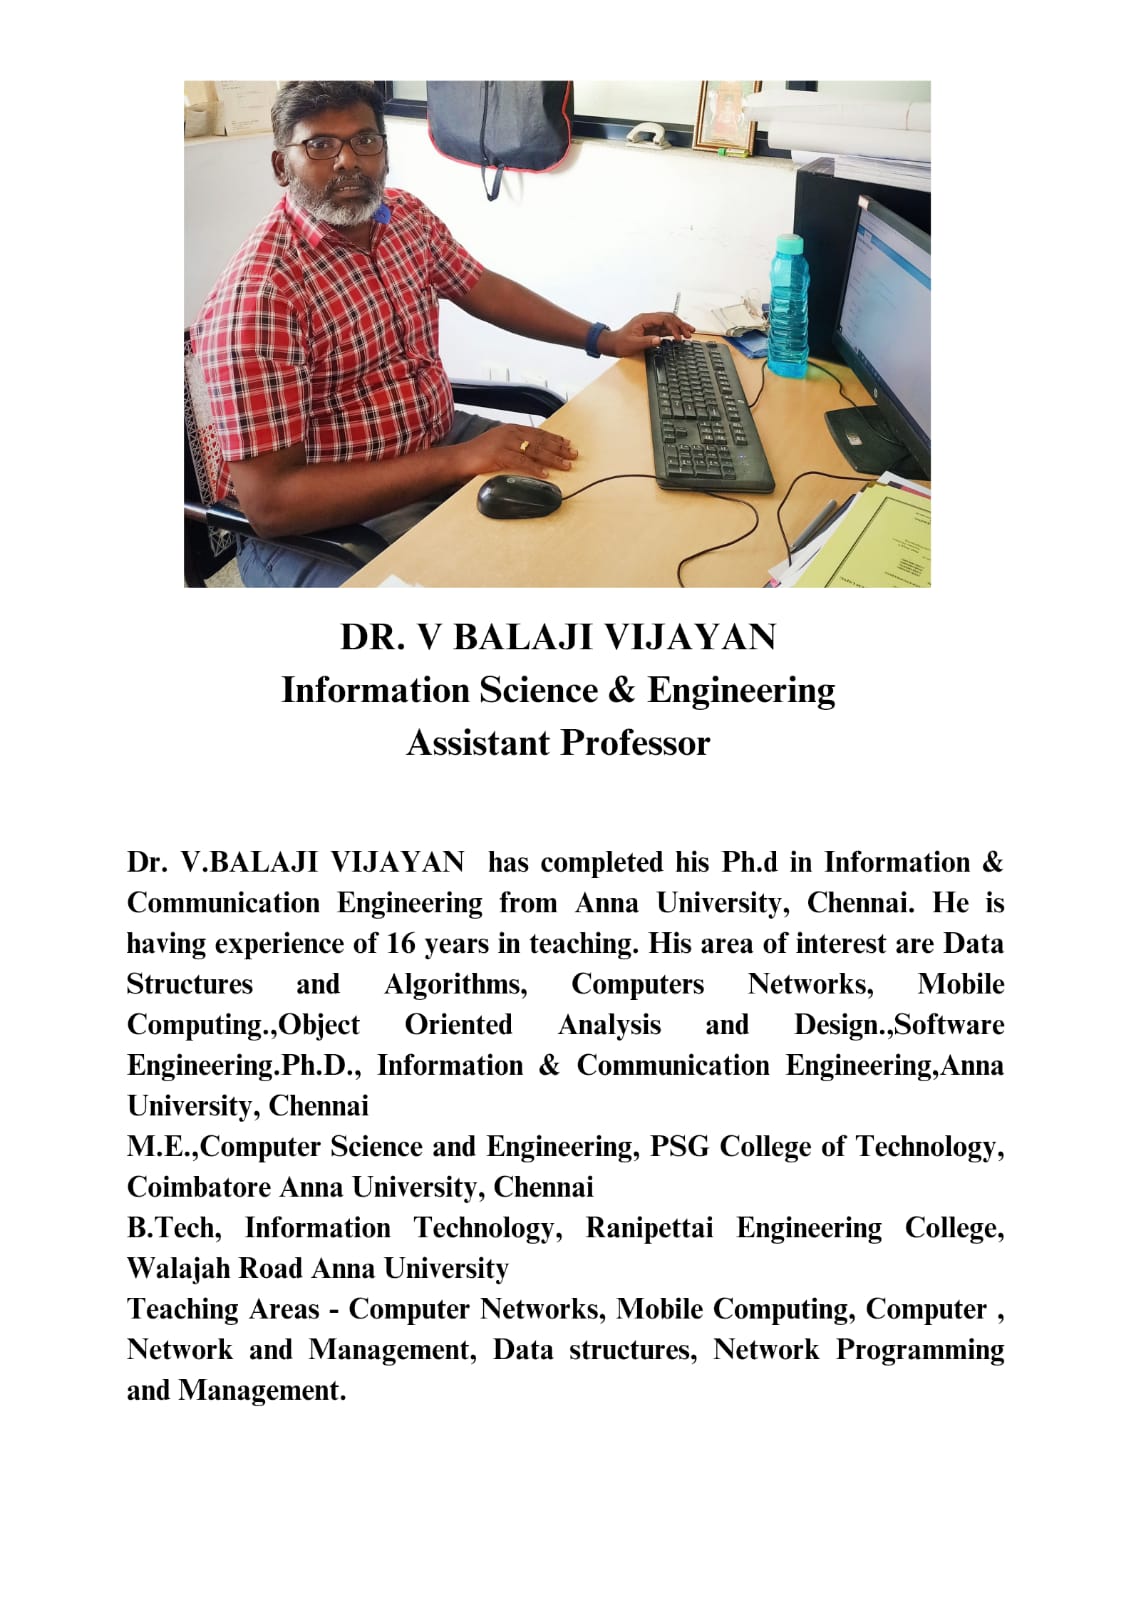 DR. V BALAJI VIJAYAN
Information Science & Engineering
Assistant Professor
Dr. V.BALAJI VIJAYAN has completed his Ph.d in Information &
Communication Engineering from Anna University, Chennai. He is
having experience of 16 years in teaching. His area of interest are Data
Structures and Algorithms, Computers Networks, Mobile
Computing.,Object Oriented Analysis and Design.,Software
Engineering.Ph.D., Information & Communication Engineering,Anna
University, Chennai
M.E.,Computer Science and Engineering, PSG College of Technology,
Coimbatore Anna University, Chennai
B.Tech, Information Technology, Ranipettai Engineering College,
Walajah Road Anna University
Teaching Areas - Computer Networks, Mobile Computing, Computer ,
Network and Management, Data structures, Network Programming
and Management.